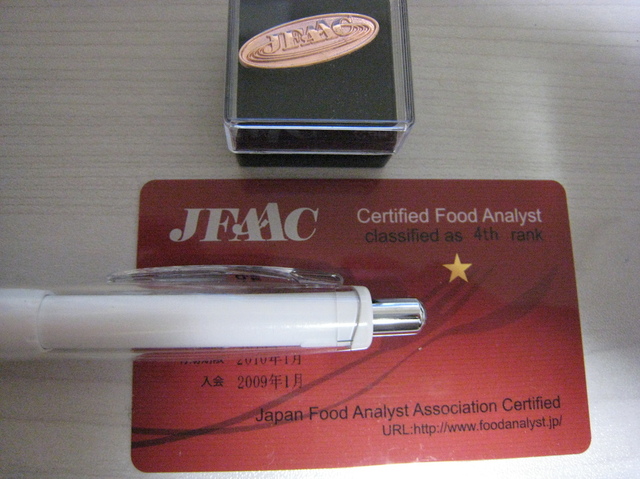 JFAAC
JFAAC
Certified Food Analyst
classified as 4th rank
2010年1月
入会 2009年1月
Japan Food Analyst Association Certified
URL:http://www.foodanalyst.jp/